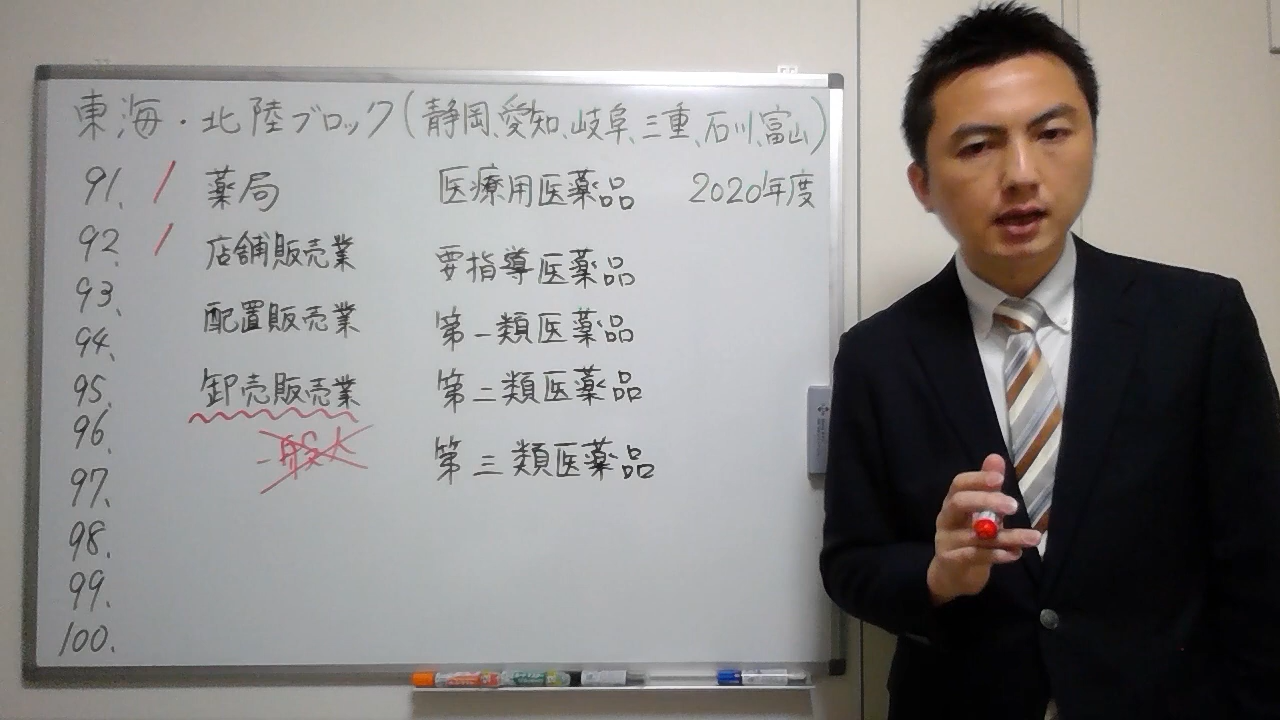 東海・北陸ブロック(静岡、愛知、岐阜、三重、石川、富山)
91. / 薬局 医療用医薬品 2020年度
92. / 店舗販売業 要指導医薬品
93. 配置販売業 第一類医薬品
94.
95. 卸売販売業 第二類医薬品
96. 一般人 第三類医薬品
97.
98.
99.
100.